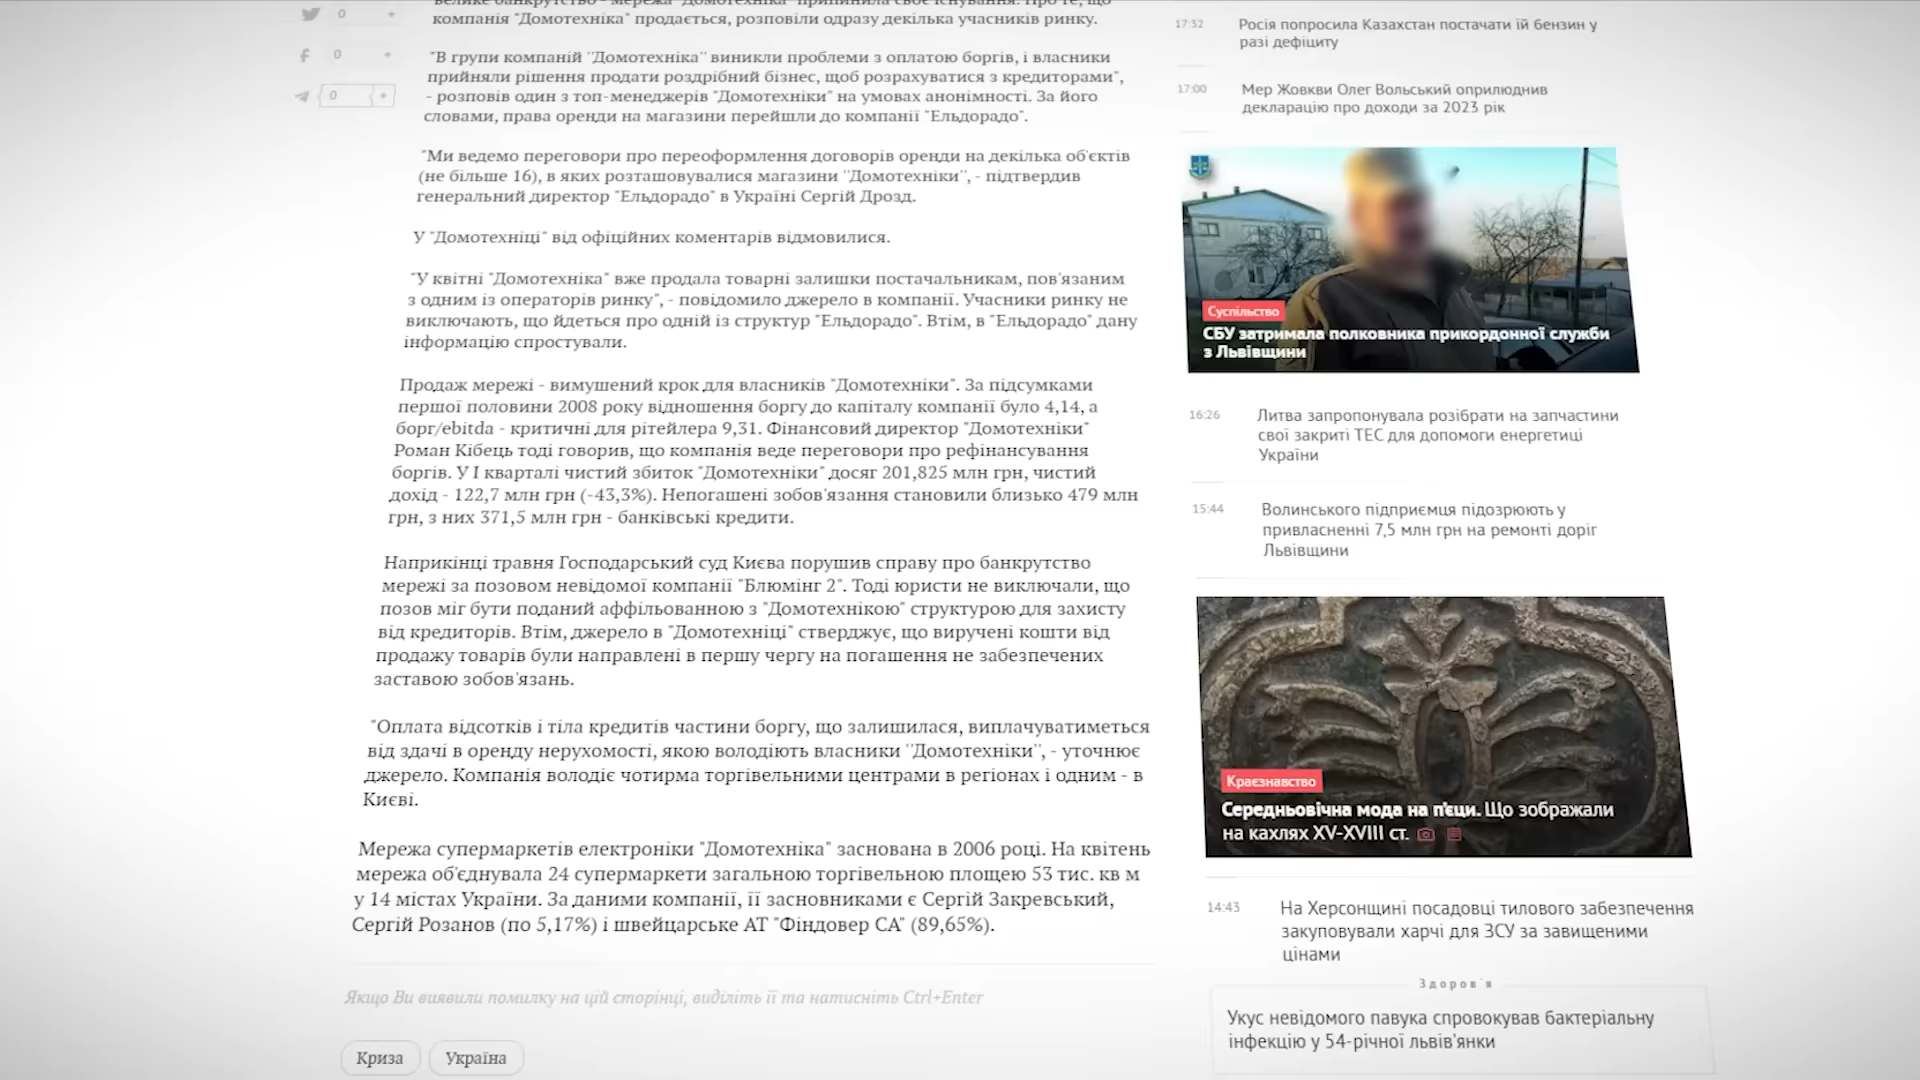 0 +
компанія "Домотехніка" продається, розповіли одразу декілька учасників ринку.
0 +
"В групи компаній ''Домотехніка'' виникли проблеми з оплатою боргів, і власники
прийняли рішення продати роздрібний бізнес, щоб розрахуватися з кредиторами",
0 +
- розповів один з топ-менеджерів "Домотехніки" на умовах анонімності. За його
словами, права оренди на магазини перейшли до компанії "Ельдорадо".
"Ми ведемо переговори про переоформлення договорів оренди на декілька об'єктів
(не більше 16), в яких розташовувалися магазини ''Домотехніки'', - підтвердив
генеральний директор "Ельдорадо" в Україні Сергій Дрозд.
У "Домотехніці" від офіційних коментарів відмовилися.
"У квітні "Домотехніка" вже продала товарні залишки постачальникам, пов'язаним
з одним із операторів ринку", - повідомило джерело в компанії. Учасники ринку не
виключають, що йдеться про одній із структур "Ельдорадо". Втім, в "Ельдорадо" дану
інформацію спростували.
Продаж мережі - вимушений крок для власників "Домотехніки". За підсумками
першої половини 2008 року відношення боргу до капіталу компанії було 4,14, а
борг/ebitda - критичні для рітейлера 9,31. Фінансовий директор "Домотехніки"
Роман Кібець тоді говорив, що компанія веде переговори про рефінансування
боргів. У I кварталі чистий збиток "Домотехніки" досяг 201,825 млн грн, чистий
дохід - 122,7 млн грн (-43,3%). Непогашені зобов'язання становили близько 479 млн
грн, з них 371,5 млн грн - банківські кредити.
Наприкінці травня Господарський суд Києва порушив справу про банкрутство
мережі за позовом невідомої компанії "Блюмінг 2". Тоді юристи не виключали, що
позов міг бути поданий аффільованною з "Домотехнікою" структурою для захисту
від кредиторів. Втім, джерело в "Домотехніці" стверджує, що виручені кошти від
продажу товарів були направлені в першу чергу на погашення не забезпечених
заставою зобов'язань.
"Оплата відсотків і тіла кредитів частини боргу, що залишилася, виплачуватиметься
від здачі в оренду нерухомості, якою володіють власники ''Домотехніки'', - уточнює
джерело. Компанія володіє чотирма торгівельними центрами в регіонах і одним - в
Києві.
Мережа супермаркетів електроніки "Домотехніка" заснована в 2006 році. На квітень
мережа об'єднувала 24 супермаркети загальною торгівельною площею 53 тис. кв м
у 14 містах України. За даними компанії, її засновниками є Сергій Закревський,
Сергій Розанов (по 5,17%) і швейцарське АТ "Фіндовер СА" (89,65%).
Якщо Ви виявили помилку на цій сторінці, виділіть її та натисніть Ctrl+Enter
Криза Україна
17:32 Росія попросила Казахстан постачати їй бензин у
разі дефіциту
17:00 Мер Жовкви Олег Вольський оприлюднив
декларацію про доходи за 2023 рік
Суспільство
СБУ затримала полковника прикордонної служби
з Львівщини
16:26 Литва запропонувала розібрати на запчастини
свої закриті ТЕС для допомоги енергетиці
України
15:44 Волинського підприємця підозрюють у
привласненні 7,5 млн грн на ремонті доріг
Львівщини
Краєзнавство
Середньовічна мода на п'єци. Що зображали
на кахлях XV-XVIII ст.
14:43 На Херсонщині посадовці тилового забезпечення
закуповували харчі для ЗСУ за завищеними
цінами
Здоров'я
Укус невідомого павука спровокував бактеріальну
інфекцію у 54-річної львів'янки